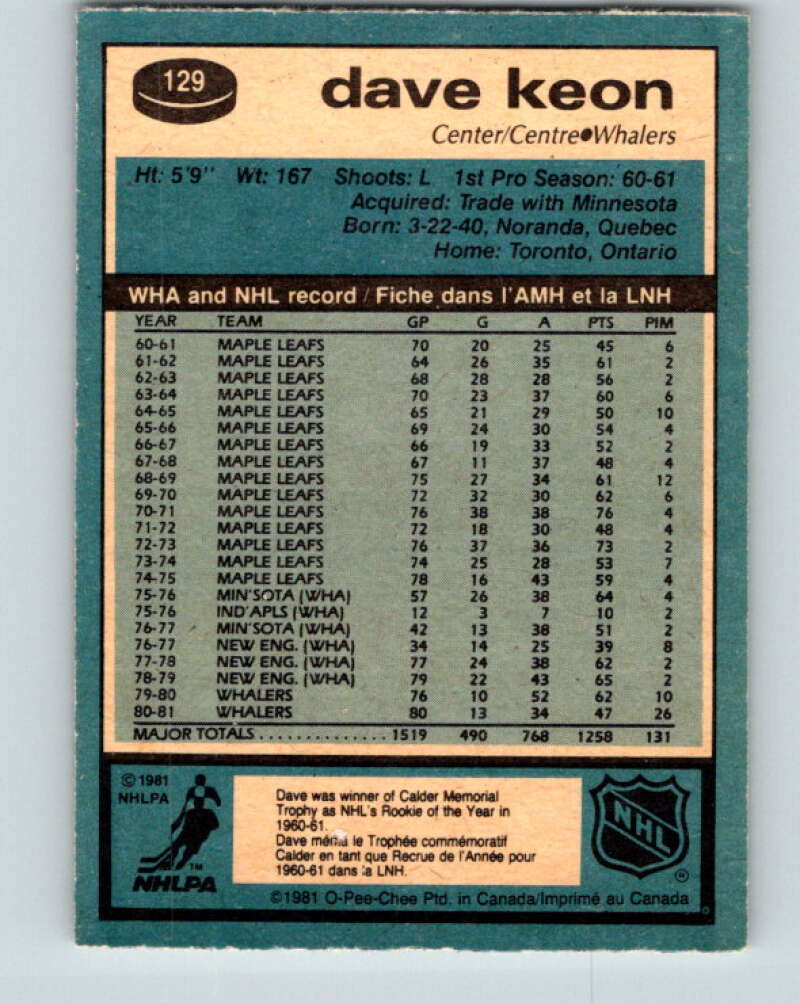 129
dave keon
Center/Centre●Whalers
Ht: 5'9" Wt: 167 Shoots: L 1st Pro Season: 60-61
Acquired: Trade with Minnesota
Born: 3-22-40, Noranda, Quebec
Home: Toronto, Ontario
WHA and NHL record / Fiche dans l'AMH et la LNH
YEAR TEAM GP G A PTS PIM
60-61 MAPLE LEAFS 70 20 25 45 6
61-62 MAPLE LEAFS 64 26 35 61 2
62-63 MAPLE LEAFS 68 28 28 56 2
63-64 MAPLE LEAFS 70 23 37 60 6
64-65 MAPLE LEAFS 65 21 29 50 10
65-66 MAPLE LEAFS 69 24 30 54 4
66-67 MAPLE LEAFS 66 19 33 52 2
67-68 MAPLE LEAFS 67 11 37 48 4
68-69 MAPLE LEAFS 75 27 34 61 12
69-70 MAPLE LEAFS 72 32 30 62 6
70-71 MAPLE LEAFS 76 38 38 76 4
71-72 MAPLE LEAFS 72 18 30 48 4
72-73 MAPLE LEAFS 76 37 36 73 2
73-74 MAPLE LEAFS 74 25 28 53 7
74-75 MAPLE LEAFS 78 16 43 59 4
75-76 MIN'SOTA (WHA) 57 26 38 64 4
75-76 IND'APLS (WHA) 12 3 7 10 2
76-77 MIN'SOTA (WHA) 42 13 38 51 2
76-77 NEW ENG. (WHA) 34 14 25 39 8
77-78 NEW ENG. (WHA) 77 24 38 62 2
78-79 NEW ENG. (WHA) 79 22 43 65 2
79-80 WHALERS 76 10 52 62 10
80-81 WHALERS 80 13 34 47 26
MAJOR TOTALS .............. 1519 490 768 1258 131
©1981
NHLPA
TM
NHLPA
Dave was winner of Calder Memorial
Trophy as NHL's Rookie of the Year in
1960-61.
Dave mérita le Trophée commémoratif
Calder en tant que Recrue de l'Année pour
1960-61 dans la LNH.
NHL
®
©1981 O-Pee-Chee Ptd. in Canada/Imprimé au Canada